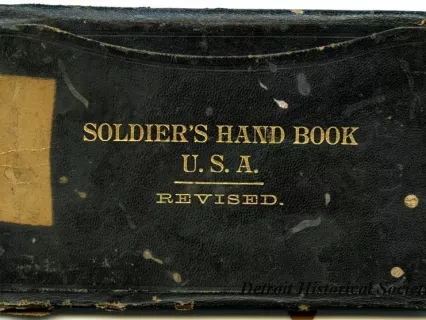 SOLDIER'S HAND BOOK
U. S. A.
REVISED.
Detroit Historical Society